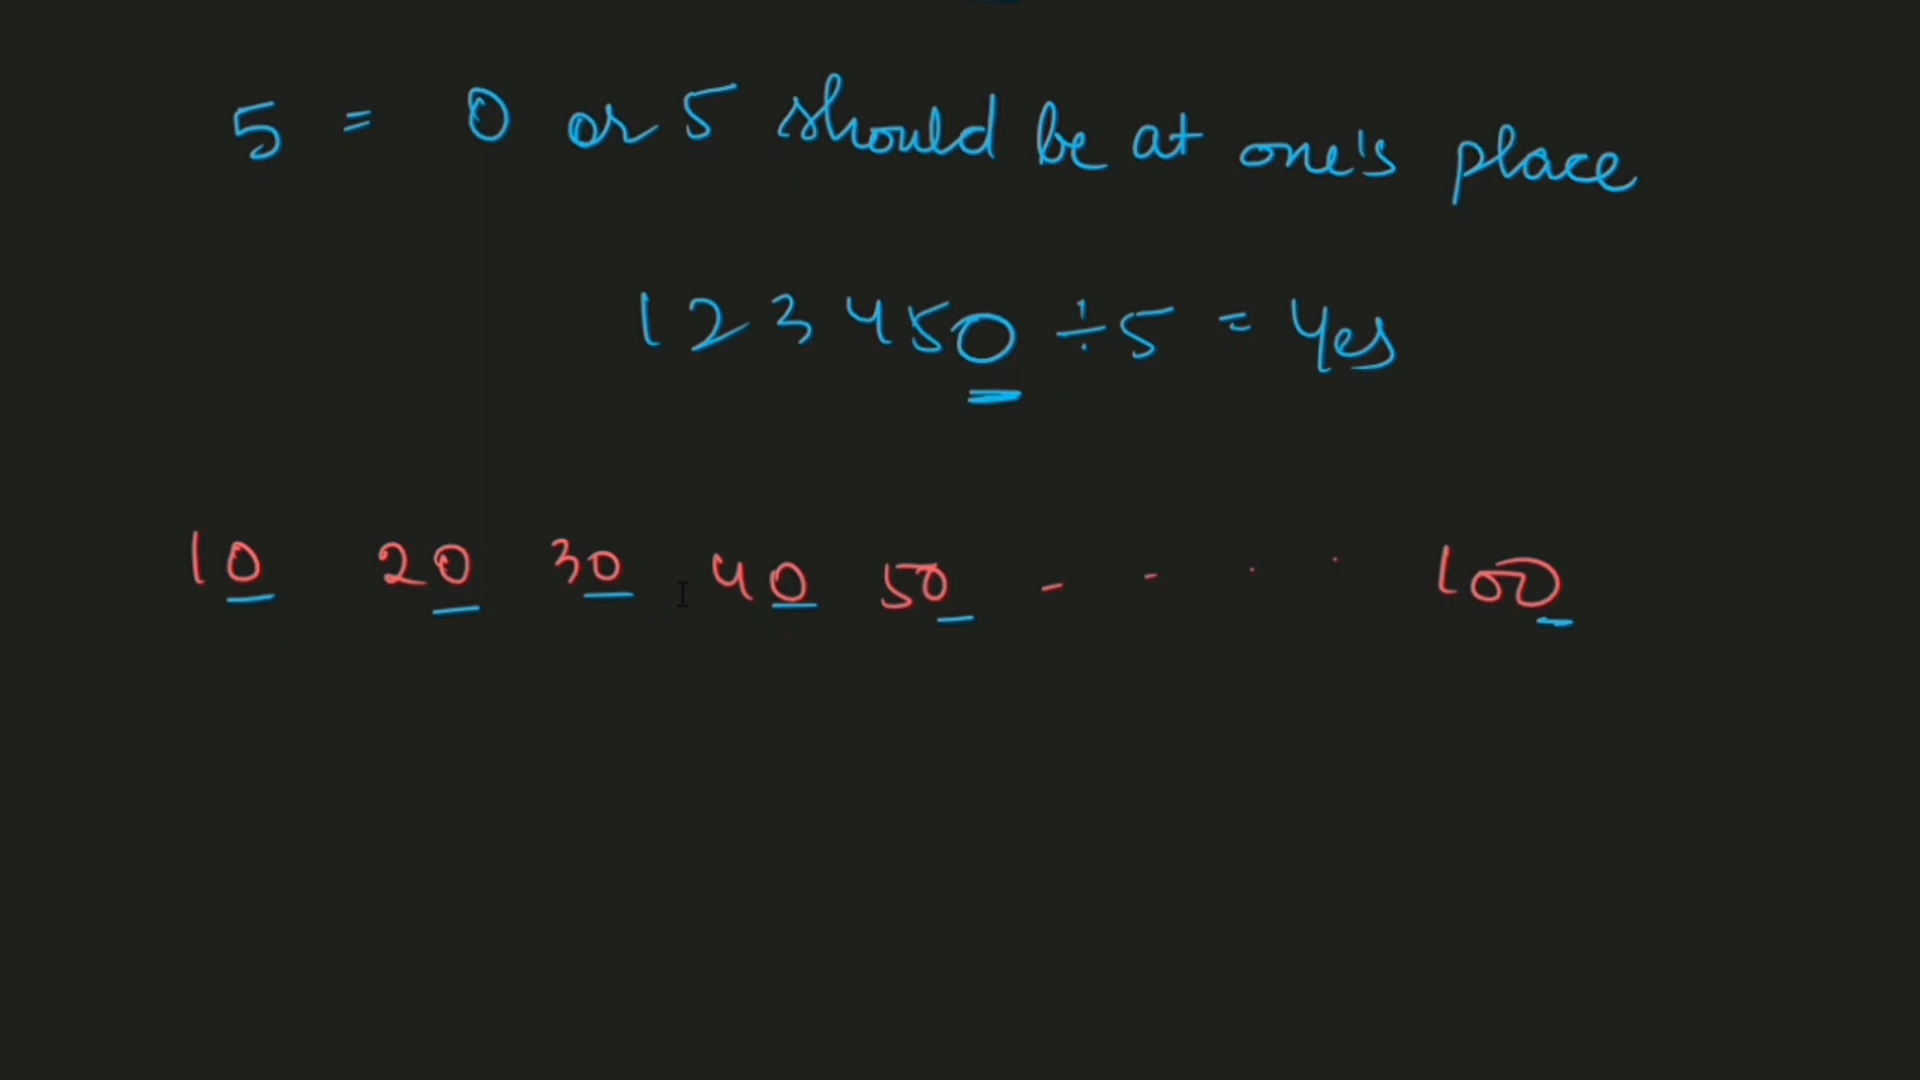 5 = 0 or 5 should be at one's place
123450 ÷ 5 = Yes
10 20 30 40 50 - - . . 100